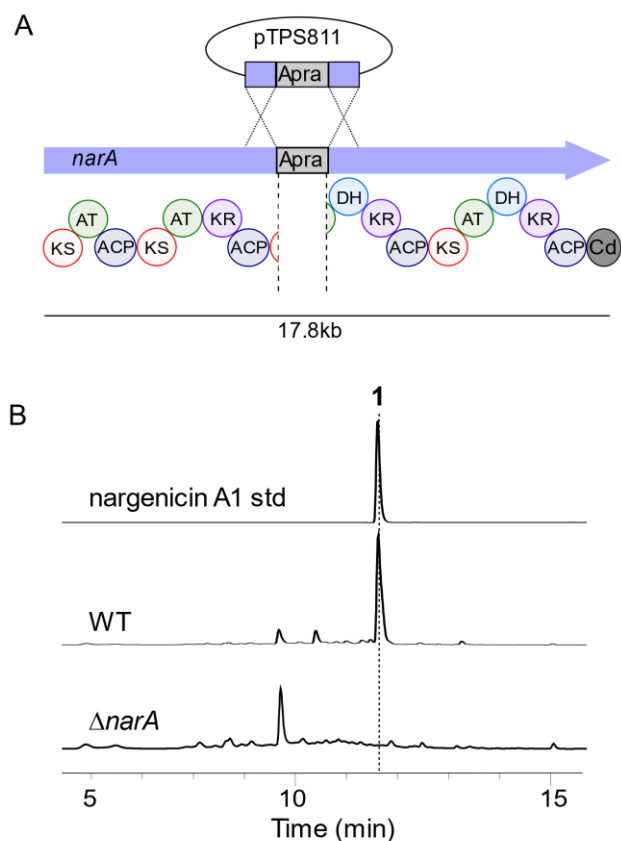 A
pTPS811
Apra
narA
Apra
KS AT ACP KS AT KR ACP DH KR ACP KS AT DH KR ACP Cd
17.8kb
B
1
nargenicin A1 std
WT
ΔnarA
5 10 15
Time (min)